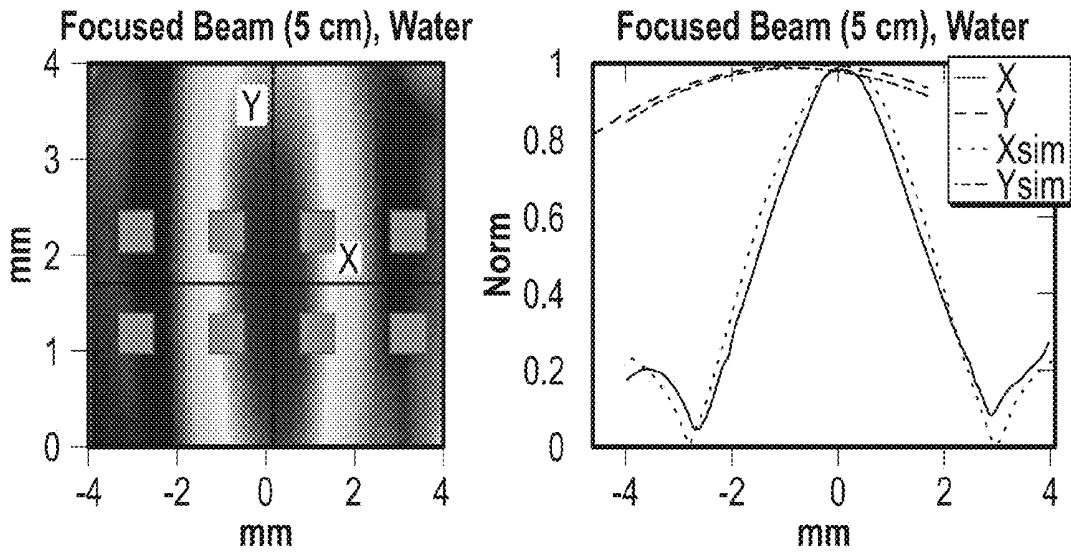 Focused Beam (5 cm), Water
4
3
2
1
0
mm
Y
X
-4 -2 0 2 4
mm
Focused Beam (5 cm), Water
1
0.8
0.6
0.4
0.2
0
Norm
X
Y
Xsim
Ysim
-4 -2 0 2 4
mm